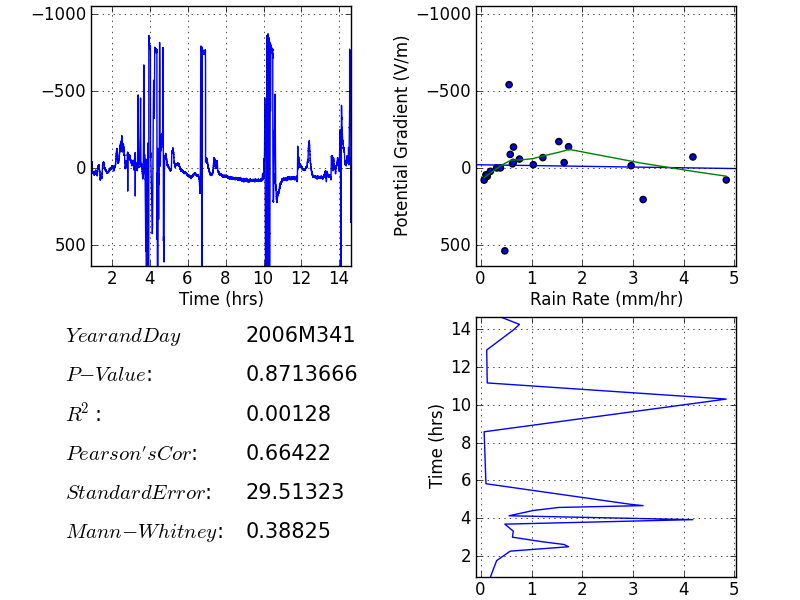 −1000
−500
0
500
2 4 6 8 10 12 14
Time (hrs)
Potential Gradient (V/m)
−1000
−500
0
500
0 1 2 3 4 5
Rain Rate (mm/hr)
YearandDay 2006M341
P−Value: 0.8713666
R²: 0.00128
Pearson'sCor: 0.66422
StandardError: 29.51323
Mann−Whitney: 0.38825
Time (hrs)
14
12
10
8
6
4
2
0 1 2 3 4 5